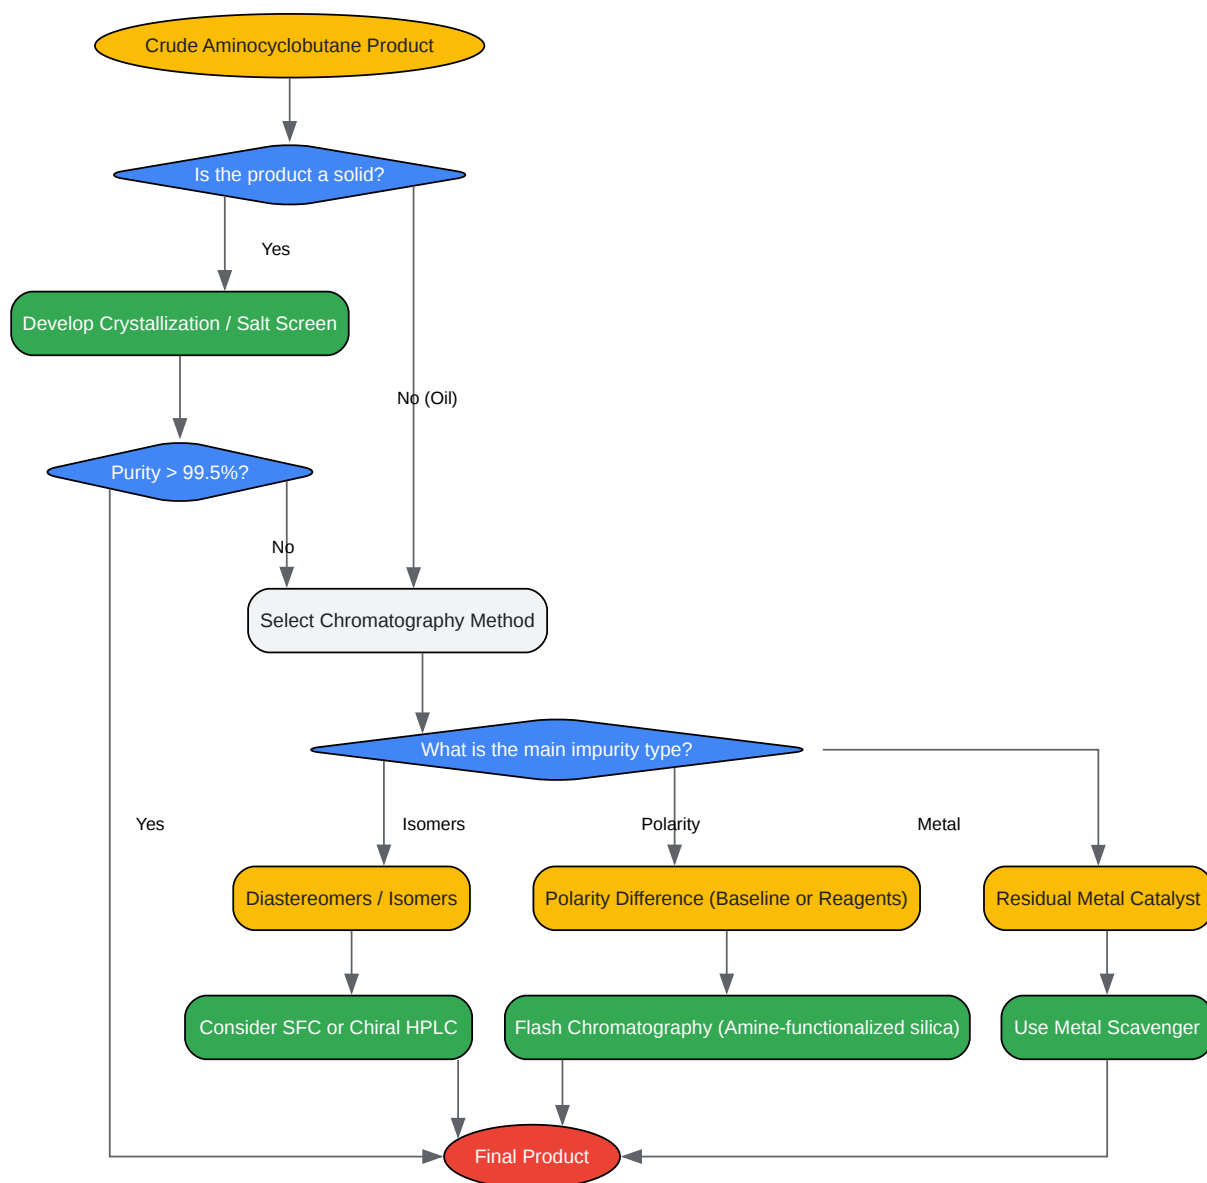 Crude Aminocyclobutane Product
Is the product a solid?
Yes
Develop Crystallization / Salt Screen
No (Oil)
Purity > 99.5%?
No
Select Chromatography Method
What is the main impurity type?
Yes
Isomers
Polarity
Metal
Diastereomers / Isomers
Polarity Difference (Baseline or Reagents)
Residual Metal Catalyst
Consider SFC or Chiral HPLC
Flash Chromatography (Amine-functionalized silica)
Use Metal Scavenger
Final Product